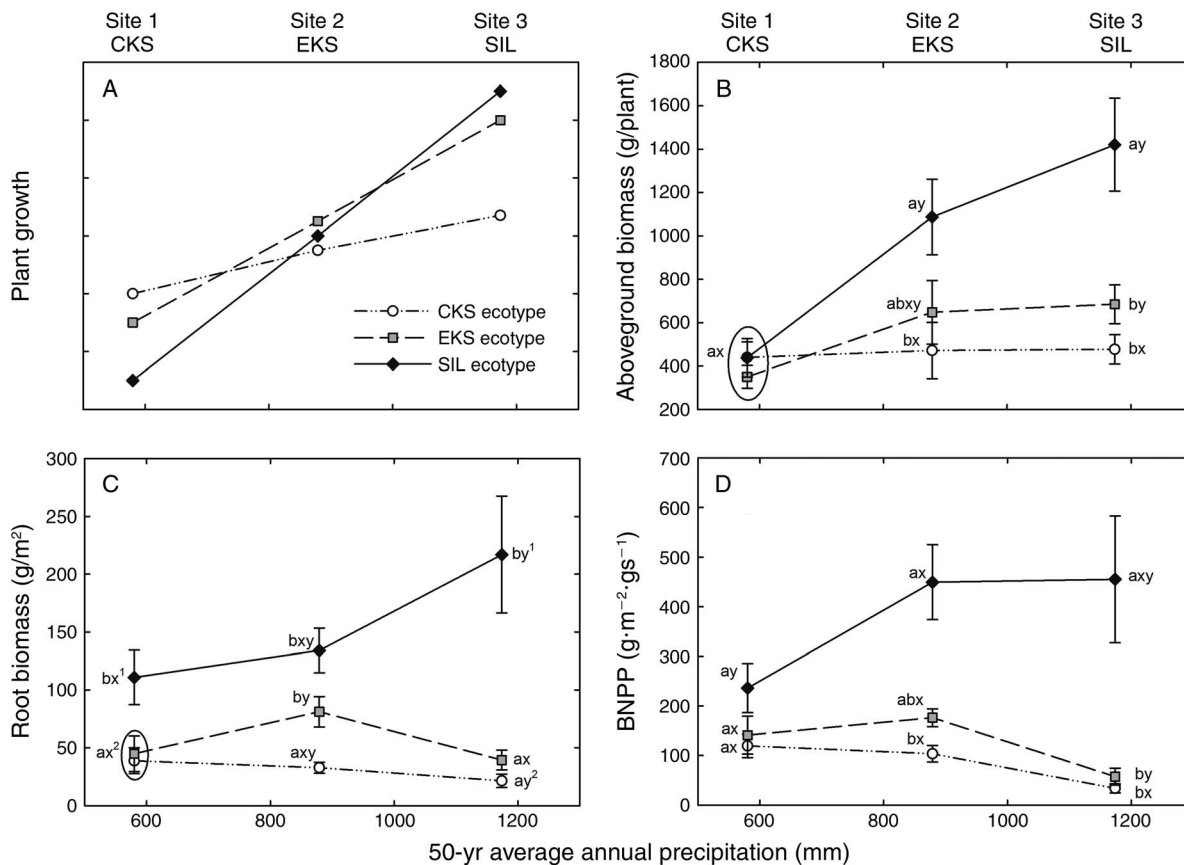 Site 1 Site 2 Site 3
CKS EKS SIL
A
Plant growth
CKS ecotype
EKS ecotype
SIL ecotype
Site 1 Site 2 Site 3
CKS EKS SIL
B
Aboveground biomass (g/plant)
1800
1600
1400
1200
1000
800
600
400
200
ay
ay
abxy
by
ax
bx
bx
C
Root biomass (g/m²)
300
250
200
150
100
50
0
by¹
bxy
bx¹
by
ax²
axy
ax
ay²
600 800 1000 1200
D
BNPP (g·m⁻²·gs⁻¹)
700
600
500
400
300
200
100
0
ax
axy
ay
abx
ax
ax
bx
by
bx
600 800 1000 1200
50-yr average annual precipitation (mm)